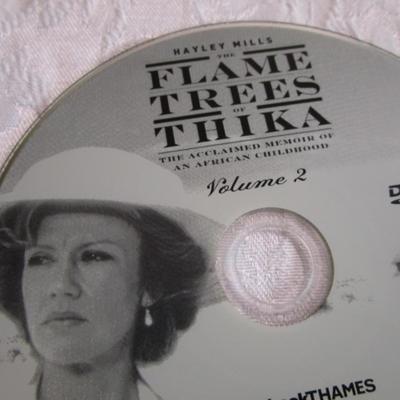 HAYLEY MILLS
THE
FLAME
TREES
OF
THIKA
THE ACCLAIMED MEMOIR OF
AN AFRICAN CHILDHOOD
Volume 2
THAMES